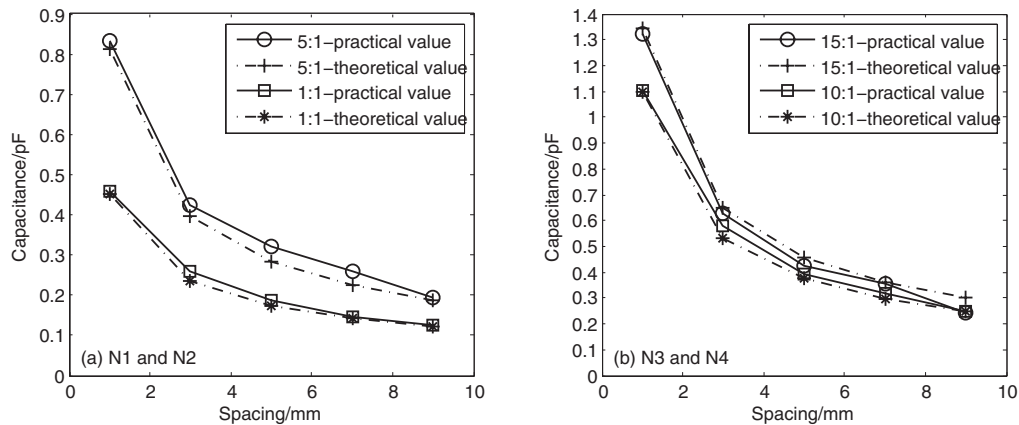 0.9
0.8
0.7
0.6
0.5
0.4
0.3
0.2
0.1
0
Capacitance/pF
5:1–practical value
5:1–theoretical value
1:1–practical value
1:1–theoretical value
(a) N1 and N2
0 2 4 6 8 10
Spacing/mm
1.4
1.3
1.2
1.1
1
0.9
0.8
0.7
0.6
0.5
0.4
0.3
0.2
0.1
0
Capacitance/pF
15:1–practical value
15:1–theoretical value
10:1–practical value
10:1–theoretical value
(b) N3 and N4
0 2 4 6 8 10
Spacing/mm